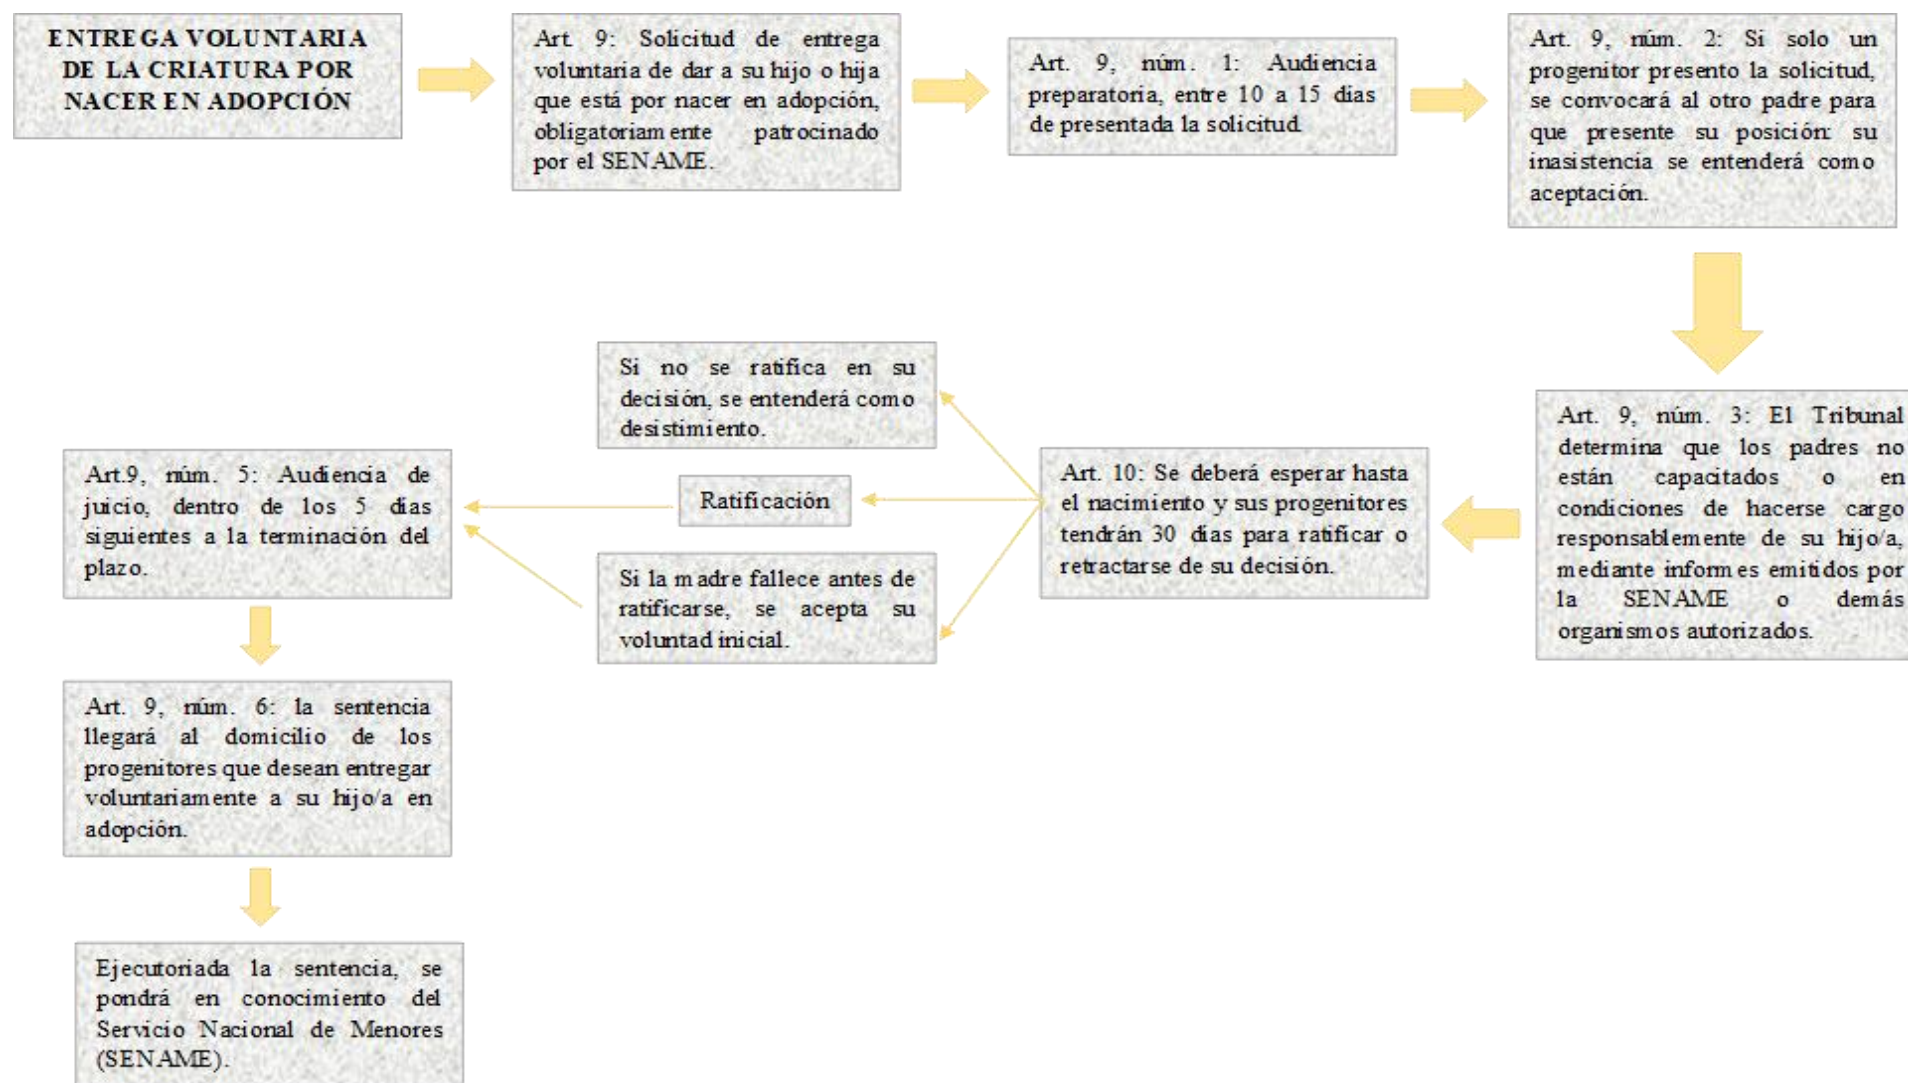 ENTREGA VOLUNTARIA
DE LA CRIATURA POR
NACER EN ADOPCIÓN
Art. 9: Solicitud de entrega
voluntaria de dar a su hijo o hija
que está por nacer en adopción,
obligatoriamente patrocinado
por el SENAME.
Art. 9, núm. 1: Audiencia
preparatoria, entre 10 a 15 días
de presentada la solicitud.
Art. 9, núm. 2: Si solo un
progenitor presento la solicitud,
se convocará al otro padre para
que presente su posición: su
inasistencia se entenderá como
aceptación.
Art. 9, núm. 3: El Tribunal
determina que los padres no
están capacitados o en
condiciones de hacerse cargo
responsablemente de su hijo/a,
mediante informes emitidos por
la SENAME o demás
organismos autorizados.
Art. 10: Se deberá esperar hasta
el nacimiento y sus progenitores
tendrán 30 días para ratificar o
retractarse de su decisión.
Si no se ratifica en su
decisión, se entenderá como
desistimiento.
Ratificación
Si la madre fallece antes de
ratificarse, se acepta su
voluntad inicial.
Art.9, núm. 5: Audiencia de
juicio, dentro de los 5 días
siguientes a la terminación del
plazo.
Art. 9, núm. 6: la sentencia
llegará al domicilio de los
progenitores que desean entregar
voluntariamente a su hijo/a en
adopción.
Ejecutoriada la sentencia, se
pondrá en conocimiento del
Servicio Nacional de Menores
(SENAME).